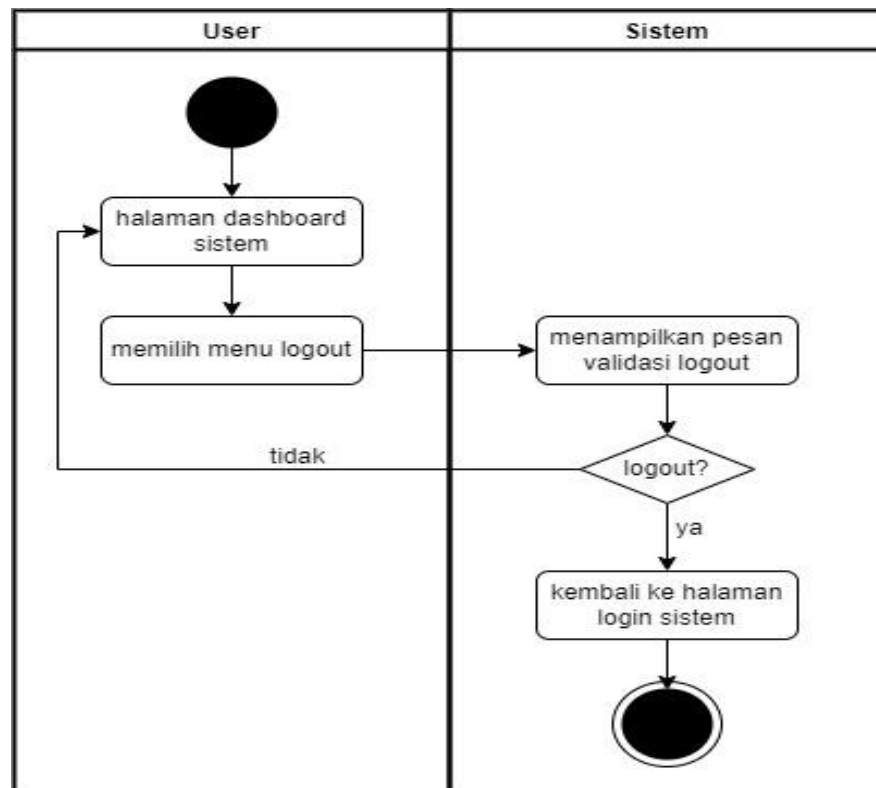 User
Sistem
halaman dashboard
sistem
memilih menu logout
menampilkan pesan
validasi logout
tidak
logout?
ya
kembali ke halaman
login sistem